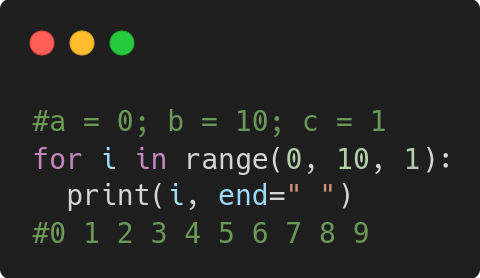 #a = 0; b = 10; c = 1
for i in range(0, 10, 1):
  print(i, end=" ")
#0 1 2 3 4 5 6 7 8 9